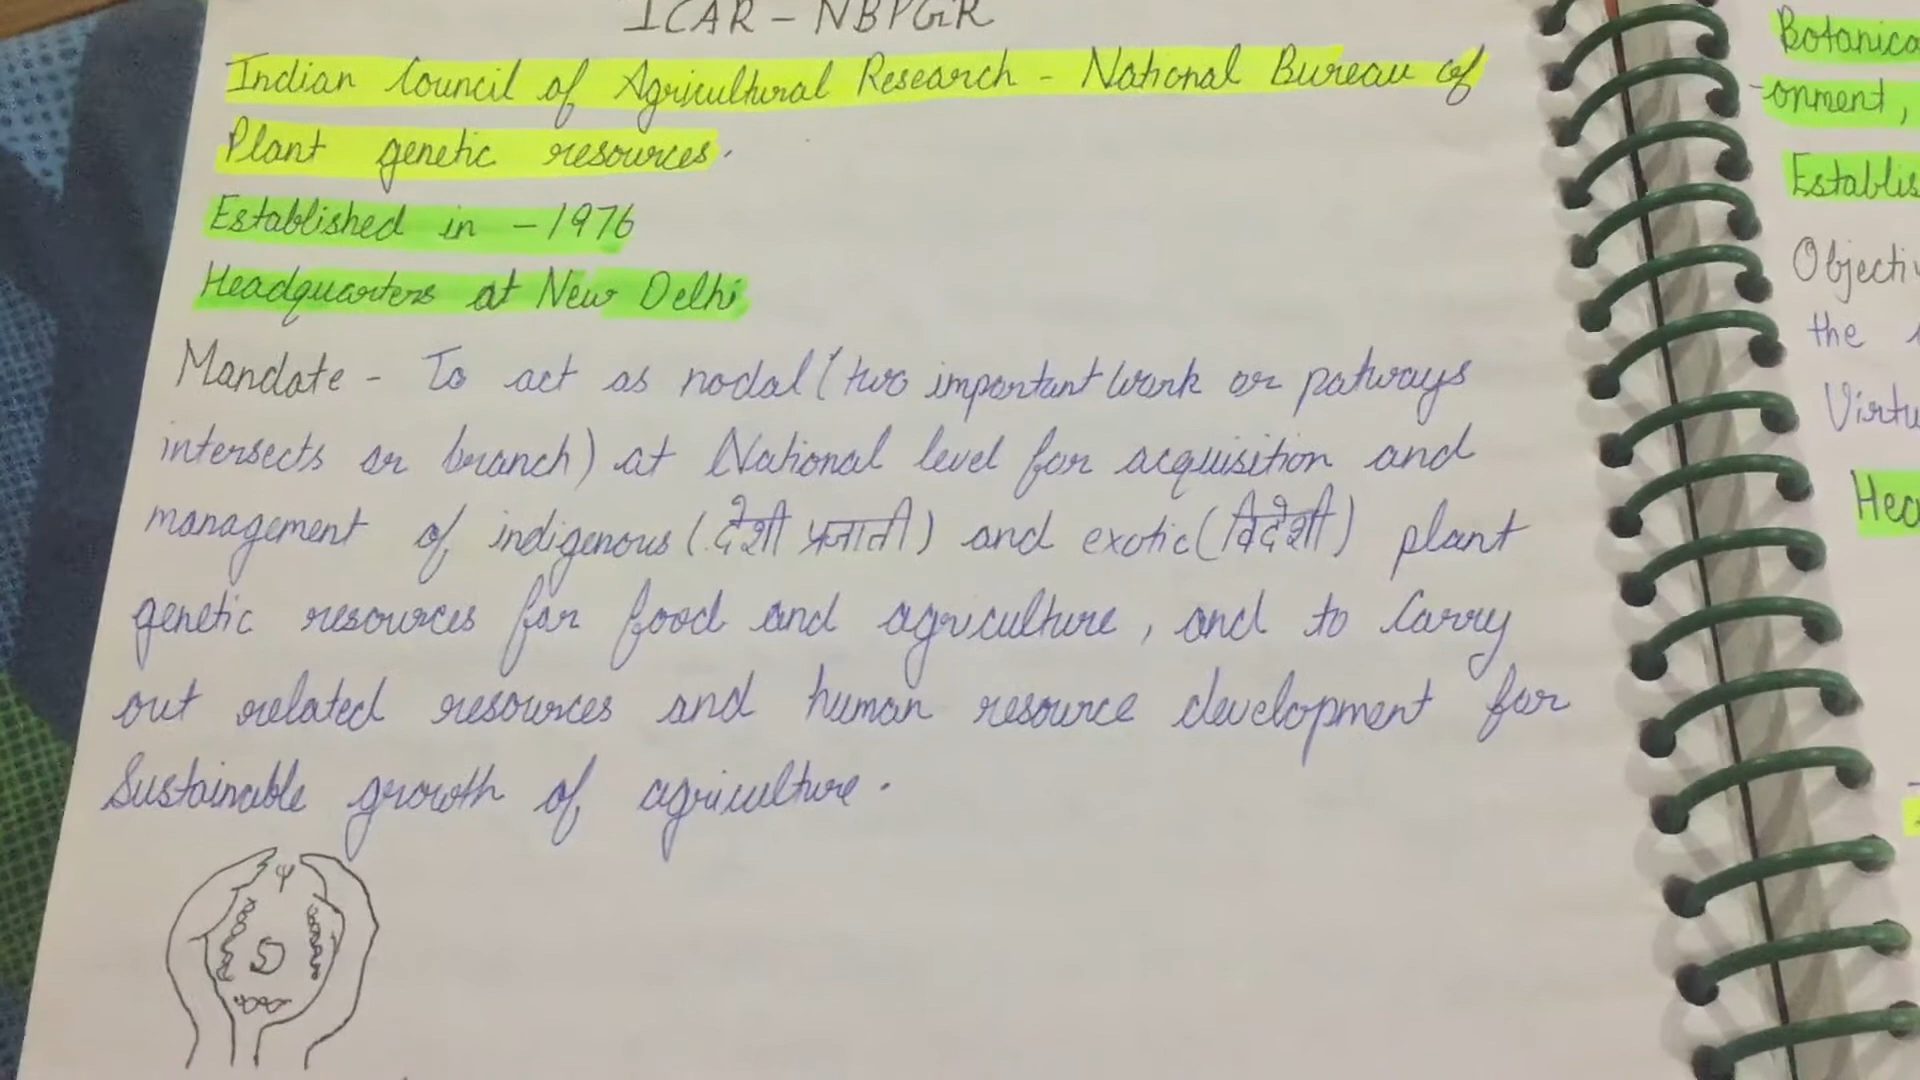 ICAR - NBPGR
Indian Council of Agricultural Research - National Bureau of
Plant genetic resources.
Established in - 1976
Headquarters at New Delhi
Mandate - To act as nodal (two important work or patways
intersects or branch) at National level for acquisition and
management of indigenous (देशी प्रजाती) and exotic (विदेशी) plant
genetic resources for food and agriculture, and to carry
out related resources and human resource development for
Sustainable growth of agriculture.
Botanica
-onment,
Establis
Objecti
the
Virtu
Hea